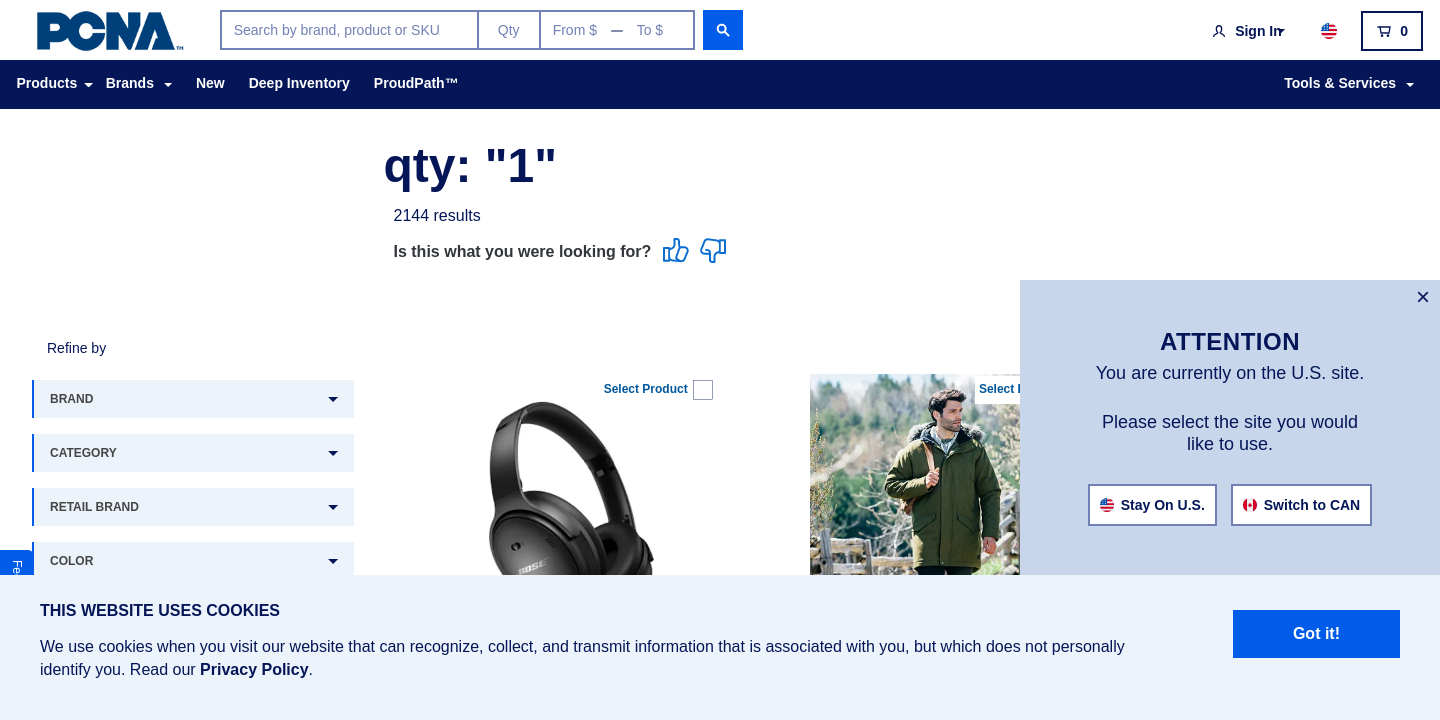 PCNA™
Search by brand, product or SKU
Qty
From $ — To $
Sign In
0
Products
Brands
New
Deep Inventory
ProudPath™
Tools & Services
qty: "1"
2144 results
Is this what you were looking for?
Refine by
BRAND
CATEGORY
RETAIL BRAND
COLOR
Select Product
Select
BOSE
ATTENTION
You are currently on the U.S. site.
Please select the site you would
like to use.
Stay On U.S.
Switch to CAN
THIS WEBSITE USES COOKIES
We use cookies when you visit our website that can recognize, collect, and transmit information that is associated with you, but which does not personally
identify you. Read our Privacy Policy.
Got it!